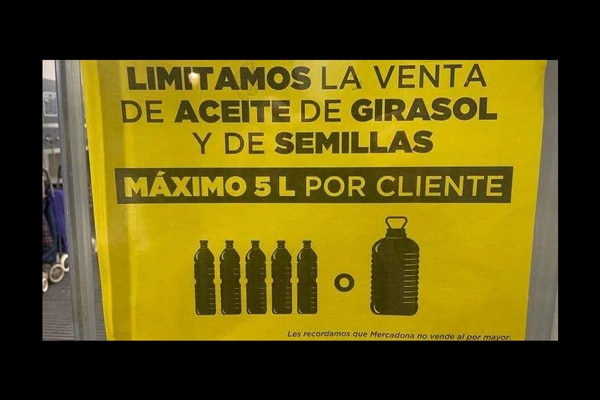 LIMITAMOS LA VENTA
DE ACEITE DE GIRASOL
Y DE SEMILLAS
MÁXIMO 5 L POR CLIENTE
o
Les recordamos que Mercadona no vende al por mayor.